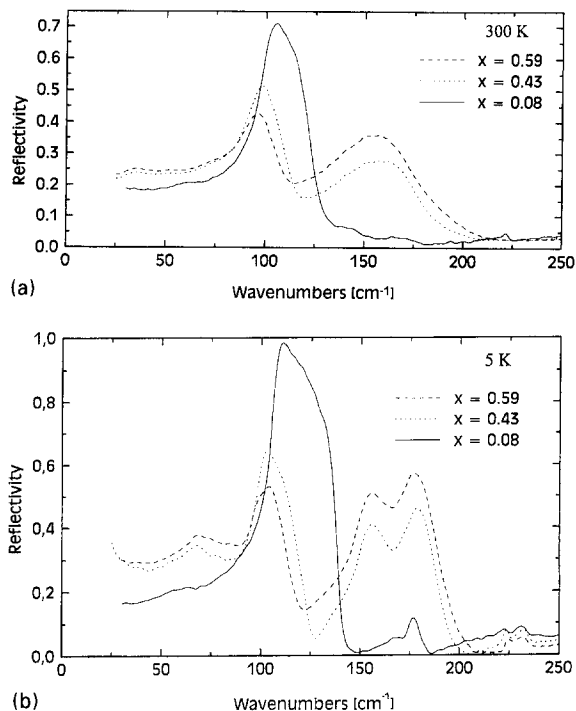 0.7
0.6
0.5
0.4
0.3
0.2
0.1
0.0
Reflectivity
300 K
x = 0.59
x = 0.43
x = 0.08
0 50 100 150 200 250
(a)
Wavenumbers [cm⁻¹]
1,0
0,8
0,6
0,4
0,2
0,0
Reflectivity
5 K
x = 0.59
x = 0.43
x = 0.08
0 50 100 150 200 250
(b)
Wavenumbers [cm⁻¹]